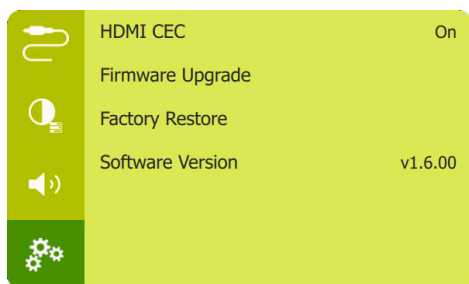 HDMI CEC On
Firmware Upgrade
Factory Restore
Software Version v1.6.00